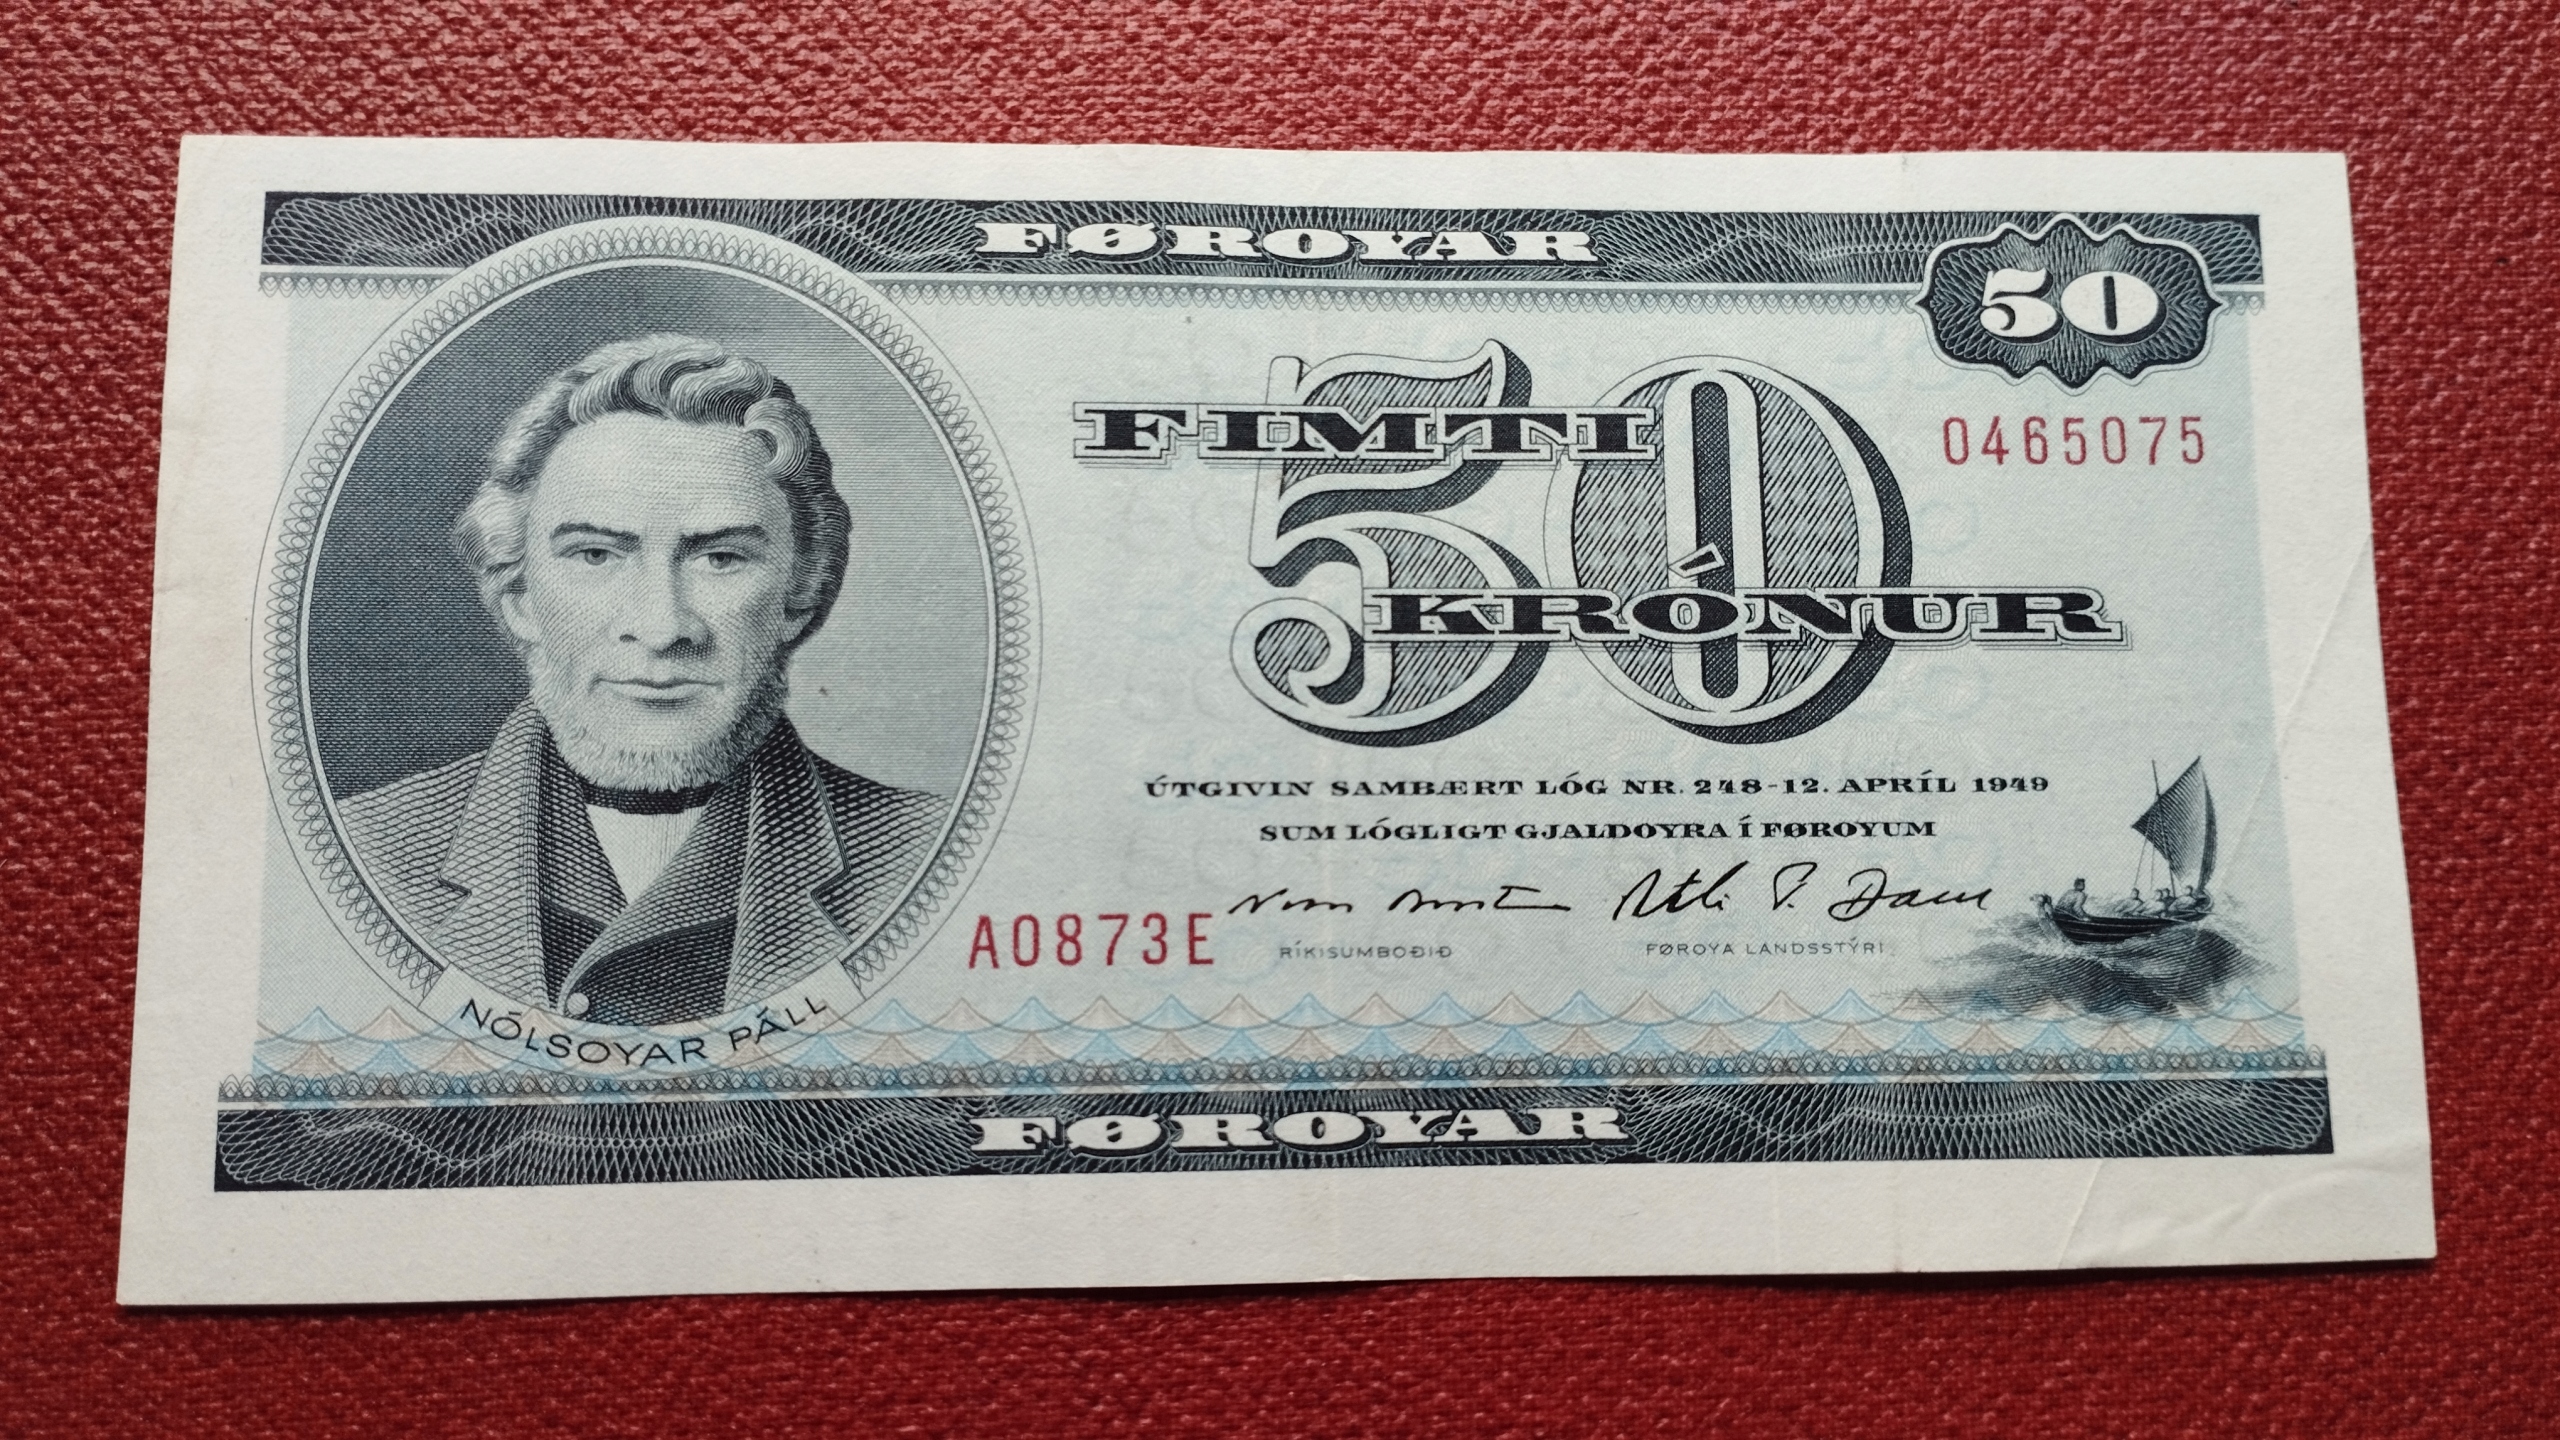 FØROYAR
50
50
FIMTI
0465075
KRÓNUR
ÚTGIVIN SAMBÆRT LÓG NR. 248-12. APRÍL 1949
SUM LÓGLIGT GJALDOYRA Í FØROYUM
A0873E
RÍKISUMBOÐIÐ
FØROYA LANDSSTÝRI
NÓLSOYAR PÁLL
FØROYAR